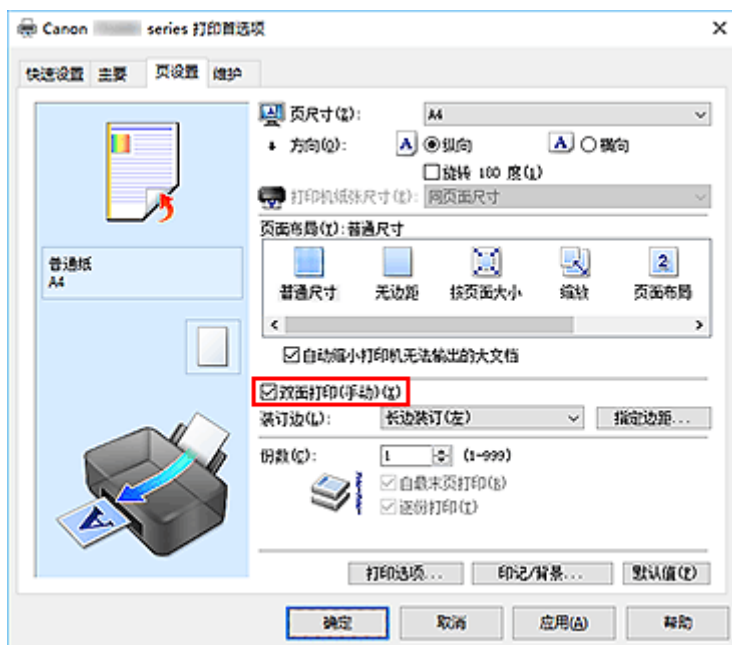 Canon series 打印首选项
快速设置 主要 页设置 维护
页尺寸(Z): A4
方向(O): A 纵向 A 横向
旋转 180 度(L)
打印机纸张尺寸(E): 同页面尺寸
页面布局(Y):普通尺寸
普通纸
A4
普通尺寸 无边距 按页面大小 缩放 页面布局
自动缩小打印机无法输出的大文档
双面打印(手动)(X)
装订边(L): 长边装订(左) 指定边距...
份数(C): 1 (1-999)
自最末页打印(B)
逐份打印(T)
打印选项... 印记/背景... 默认值(F)
确定 取消 应用(A) 帮助